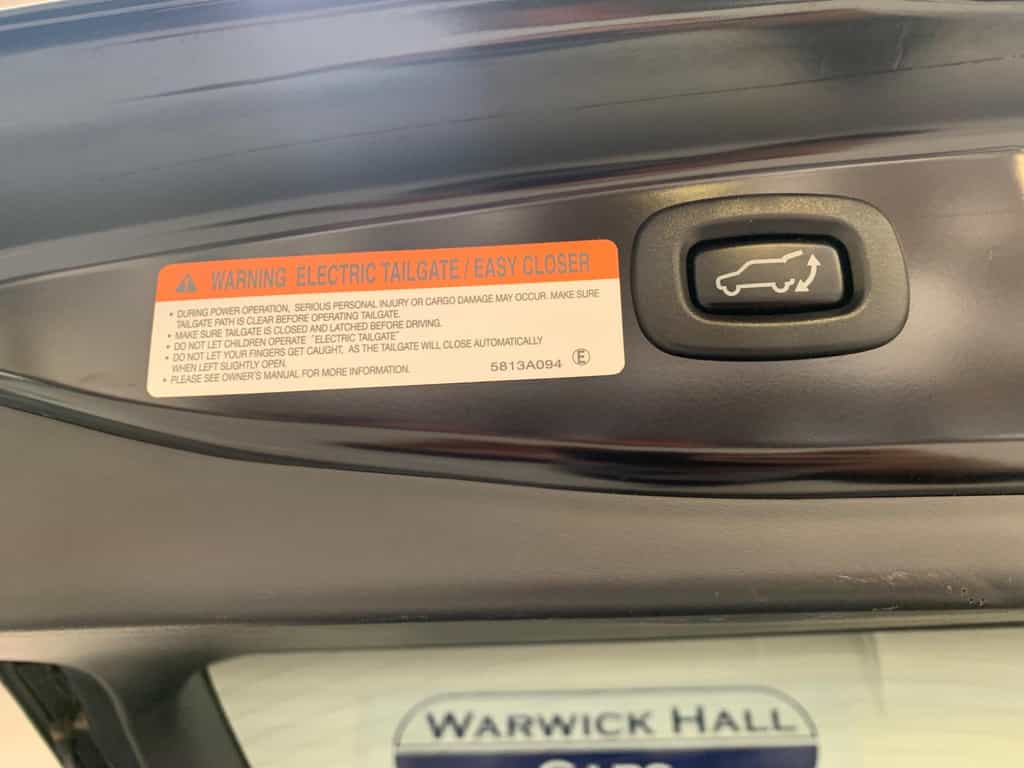 WARNING ELECTRIC TAILGATE / EASY CLOSER
• DURING POWER OPERATION, SERIOUS PERSONAL INJURY OR CARGO DAMAGE MAY OCCUR. MAKE SURE
TAILGATE PATH IS CLEAR BEFORE OPERATING TAILGATE.
• MAKE SURE TAILGATE IS CLOSED AND LATCHED BEFORE DRIVING.
• DO NOT LET CHILDREN OPERATE "ELECTRIC TAILGATE"
• DO NOT LET YOUR FINGERS GET CAUGHT, AS THE TAILGATE WILL CLOSE AUTOMATICALLY
WHEN LEFT SLIGHTLY OPEN.
• PLEASE SEE OWNER'S MANUAL FOR MORE INFORMATION.
5813A094 E
WARWICK HALL
CARS